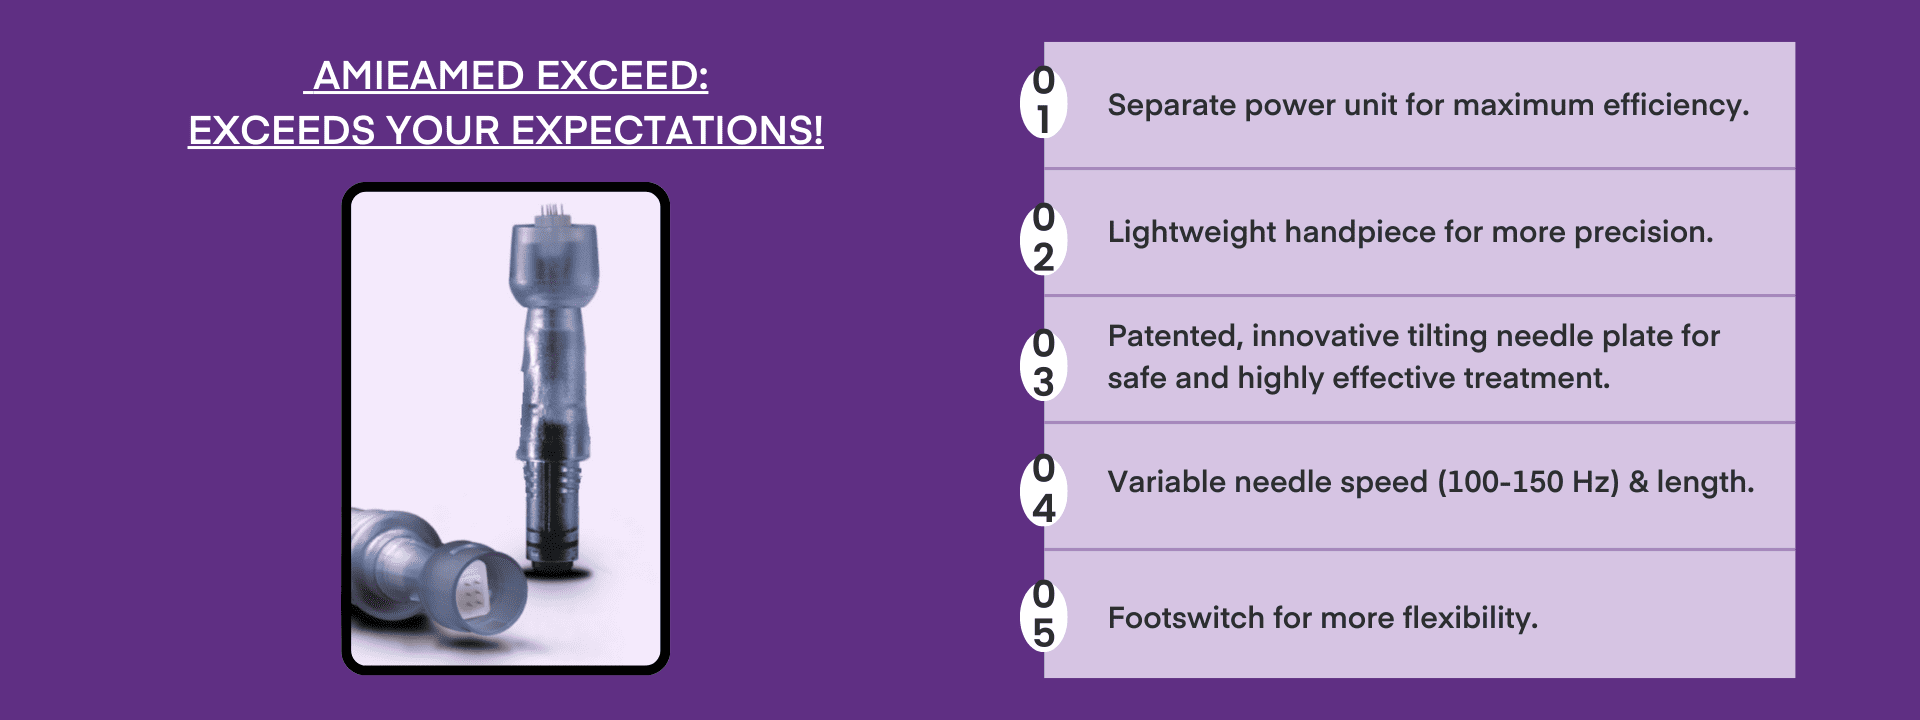 AMIEAMED EXCEED:
EXCEEDS YOUR EXPECTATIONS!
01
Separate power unit for maximum efficiency.
02
Lightweight handpiece for more precision.
03
Patented, innovative tilting needle plate for
safe and highly effective treatment.
04
Variable needle speed (100-150 Hz) & length.
05
Footswitch for more flexibility.